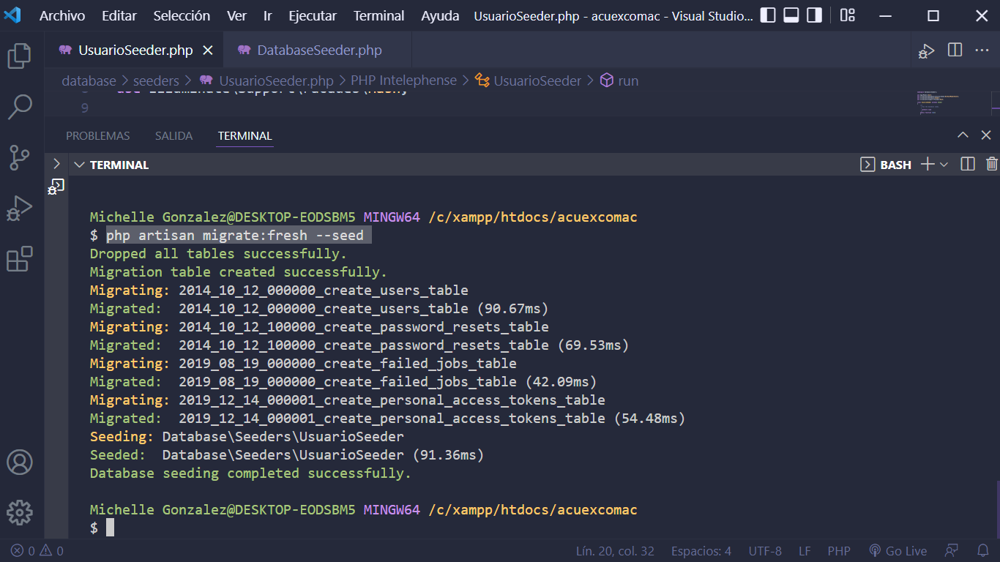 Archivo Editar Selección Ver Ir Ejecutar Terminal Ayuda UsuarioSeeder.php - acuexcomac - Visual Studio...
UsuarioSeeder.php DatabaseSeeder.php
database > seeders > UsuarioSeeder.php > PHP Intelephense > UsuarioSeeder > run
9
PROBLEMAS SALIDA TERMINAL
TERMINAL BASH
Michelle Gonzalez@DESKTOP-EODSBM5 MINGW64 /c/xampp/htdocs/acuexcomac
$ php artisan migrate:fresh --seed
Dropped all tables successfully.
Migration table created successfully.
Migrating: 2014_10_12_000000_create_users_table
Migrated:  2014_10_12_000000_create_users_table (90.67ms)
Migrating: 2014_10_12_100000_create_password_resets_table
Migrated:  2014_10_12_100000_create_password_resets_table (69.53ms)
Migrating: 2019_08_19_000000_create_failed_jobs_table
Migrated:  2019_08_19_000000_create_failed_jobs_table (42.09ms)
Migrating: 2019_12_14_000001_create_personal_access_tokens_table
Migrated:  2019_12_14_000001_create_personal_access_tokens_table (54.48ms)
Seeding: Database\Seeders\UsuarioSeeder
Seeded:  Database\Seeders\UsuarioSeeder (91.36ms)
Database seeding completed successfully.
Michelle Gonzalez@DESKTOP-EODSBM5 MINGW64 /c/xampp/htdocs/acuexcomac
$
0 0 Lín. 20, col. 32 Espacios: 4 UTF-8 LF PHP Go Live